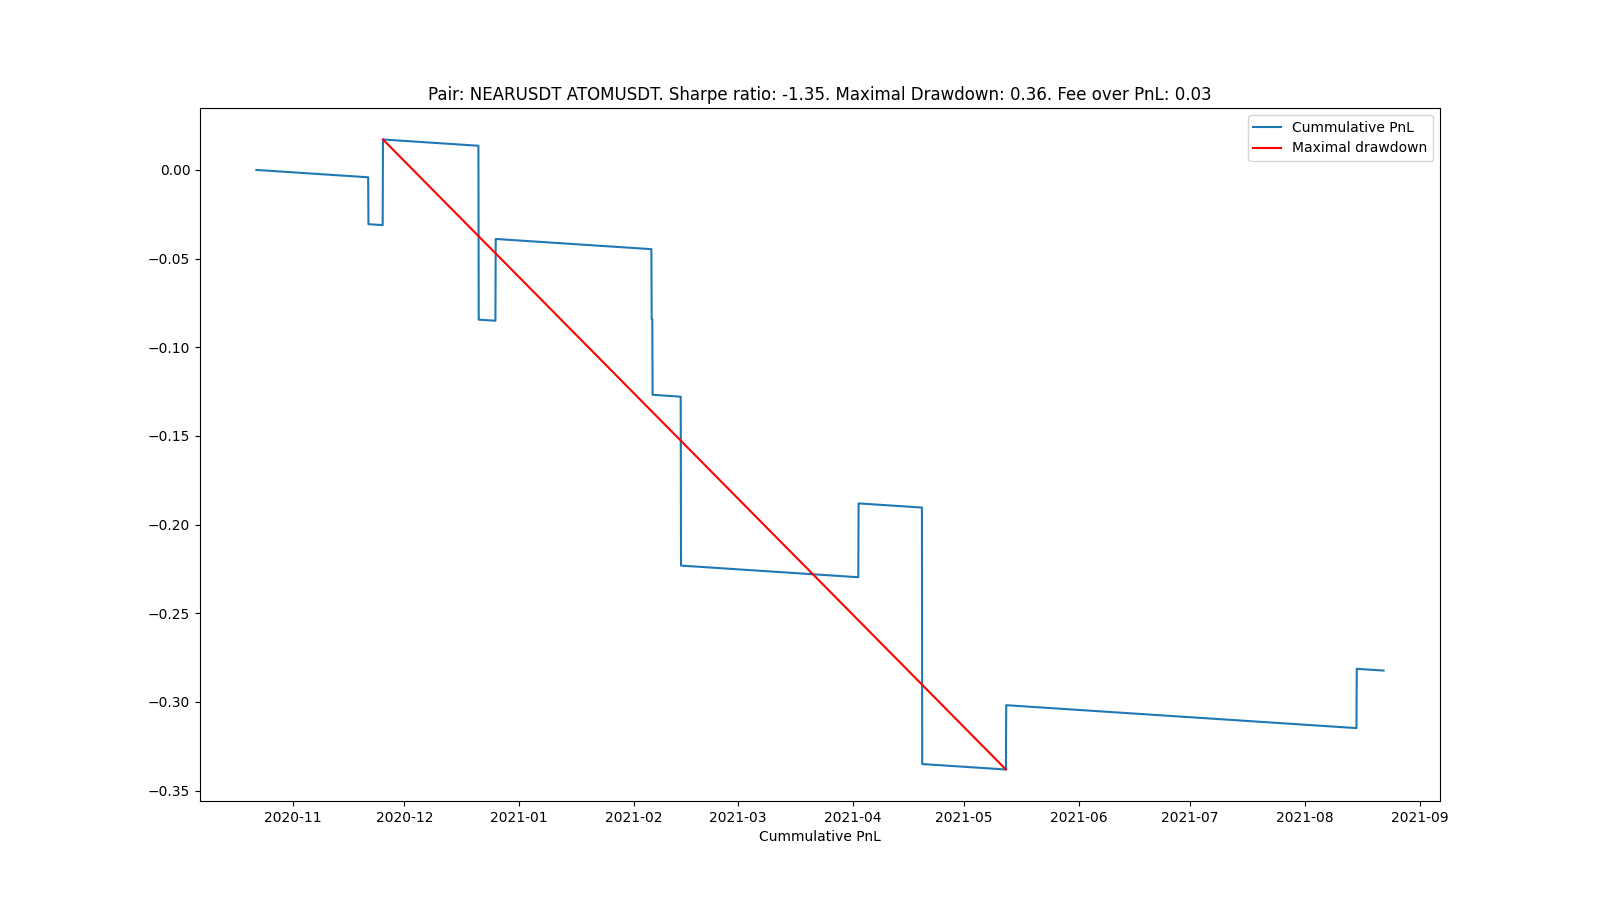 Pair: NEARUSDT ATOMUSDT. Sharpe ratio: -1.35. Maximal Drawdown: 0.36. Fee over PnL: 0.03
Cummulative PnL
Maximal drawdown
0.00
−0.05
−0.10
−0.15
−0.20
−0.25
−0.30
−0.35
2020-11 2020-12 2021-01 2021-02 2021-03 2021-04 2021-05 2021-06 2021-07 2021-08 2021-09
Cummulative PnL